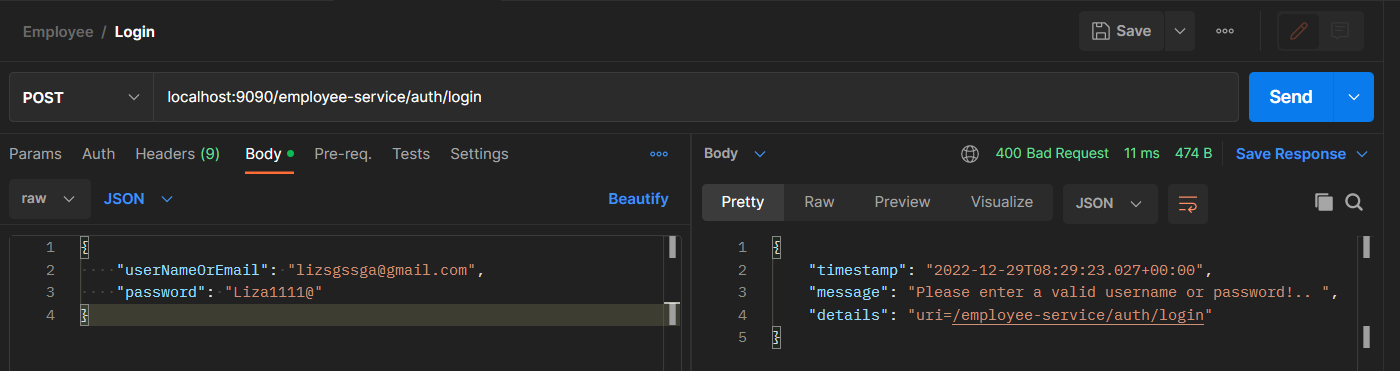 Employee / Login
Save
POST localhost:9090/employee-service/auth/login Send
Params Auth Headers (9) Body Pre-req. Tests Settings
raw JSON Beautify
1 {
2 "userNameOrEmail": "lizsgssga@gmail.com",
3 "password": "Liza1111@"
4 }
Body 400 Bad Request 11 ms 474 B Save Response
Pretty Raw Preview Visualize JSON
1 {
2 "timestamp": "2022-12-29T08:29:23.027+00:00",
3 "message": "Please enter a valid username or password!.. ",
4 "details": "uri=/employee-service/auth/login"
5 }